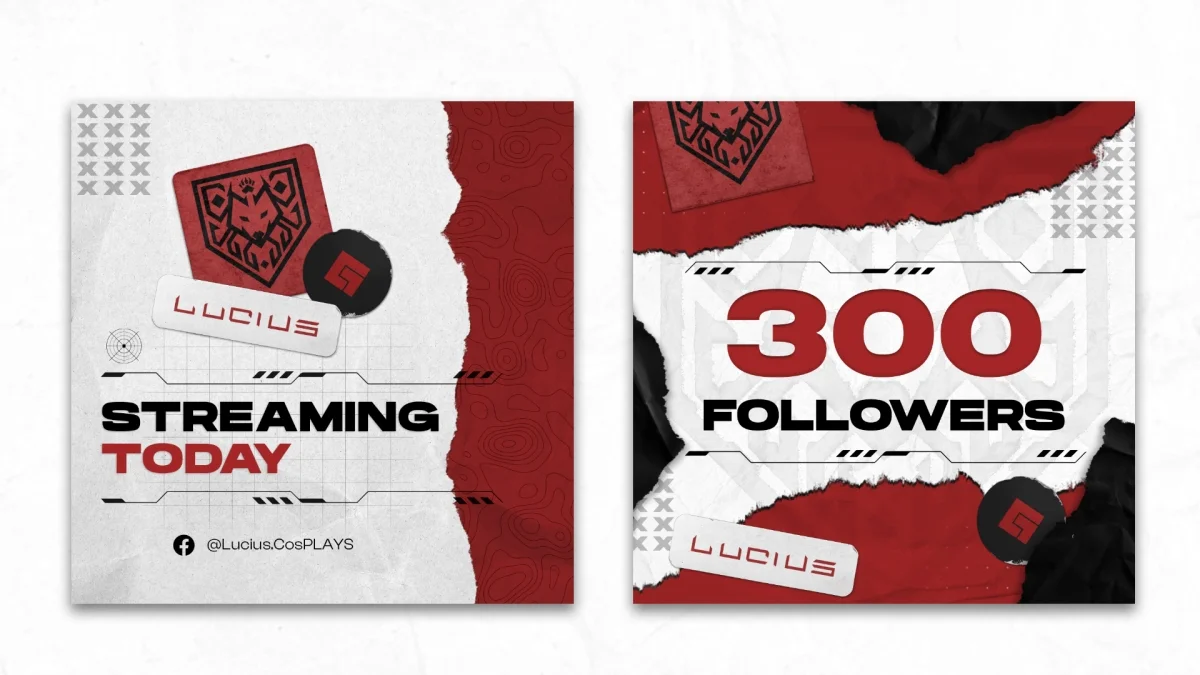 LUCIUS
STREAMING
TODAY
@Lucius.CosPLAYS
300
FOLLOWERS
LUCIUS